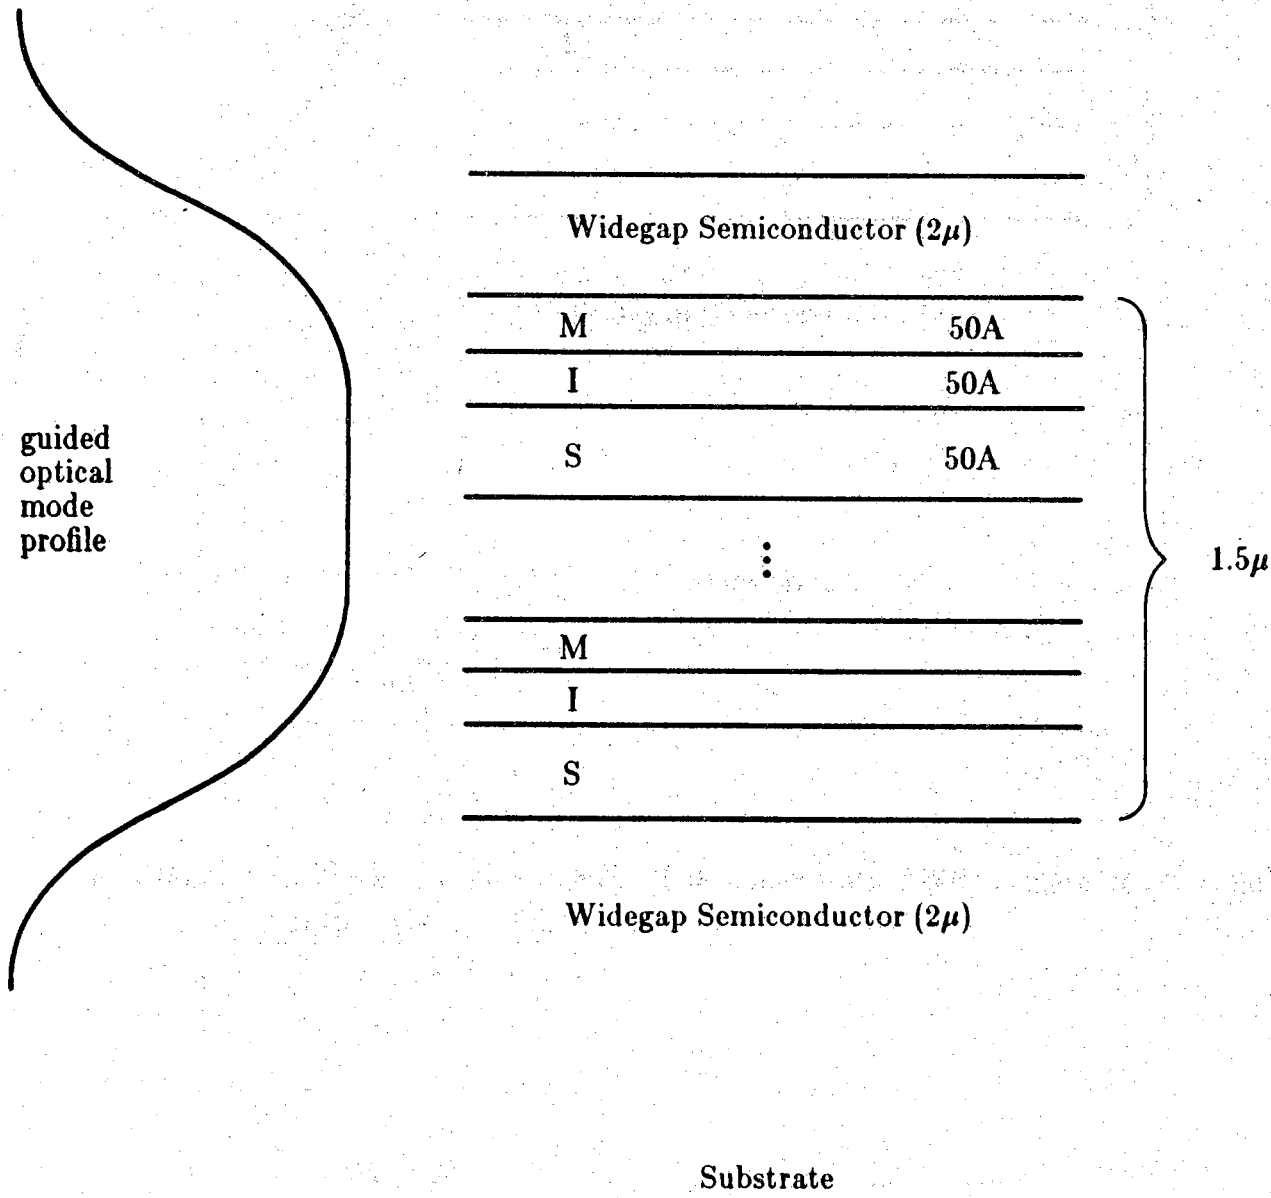 Widegap Semiconductor (2μ)
M 50A
I 50A
S 50A
guided
optical
mode
profile
1.5μ
M
I
S
Widegap Semiconductor (2μ)
Substrate